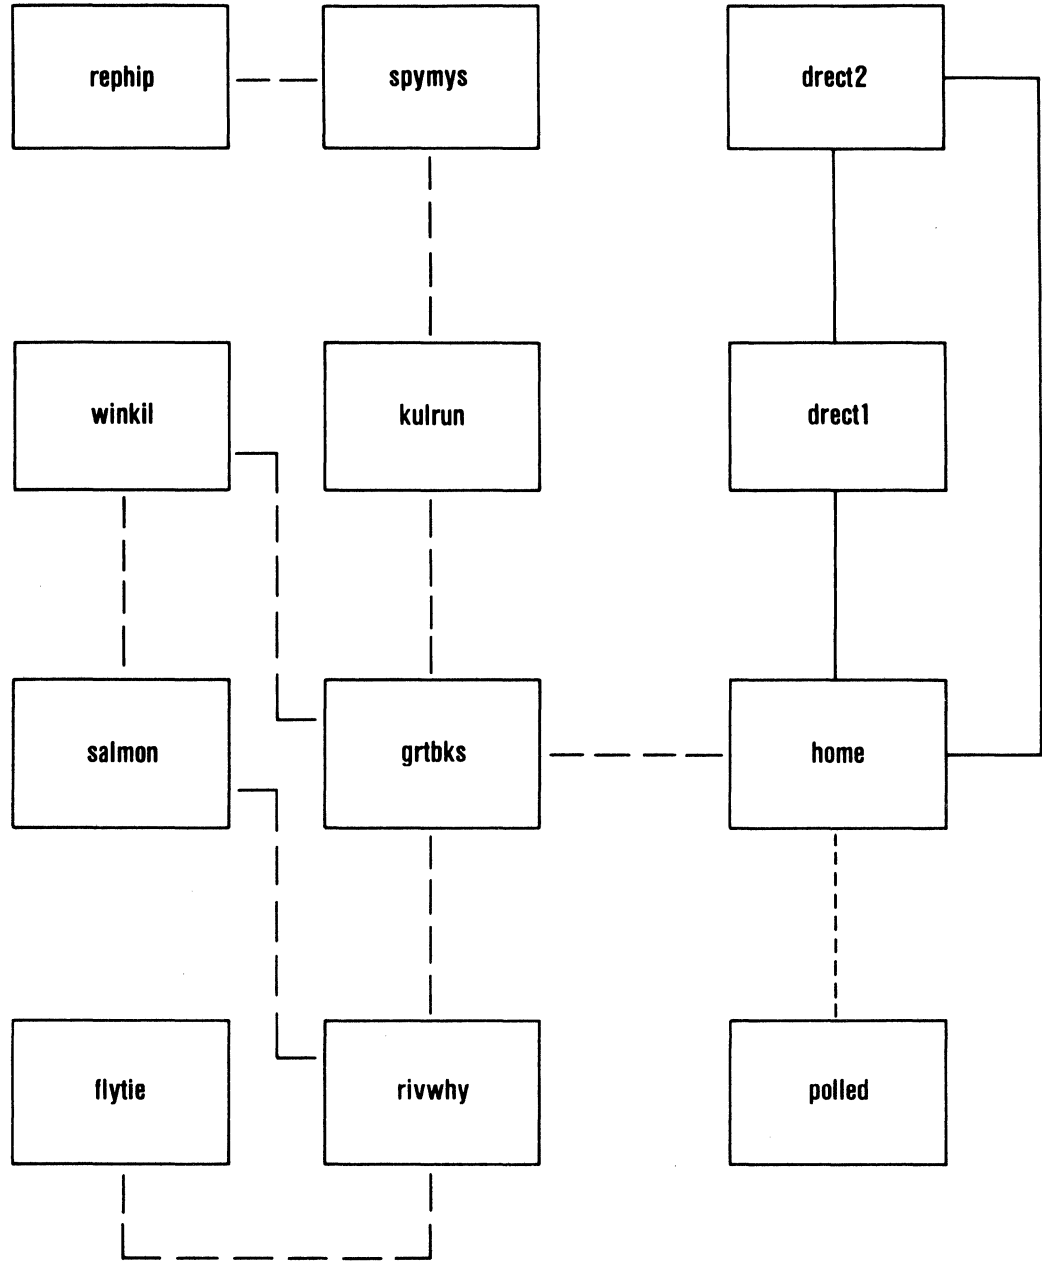 rephip
spymys
drect2
winkil
kulrun
drect1
salmon
grtbks
home
flytie
rivwhy
polled